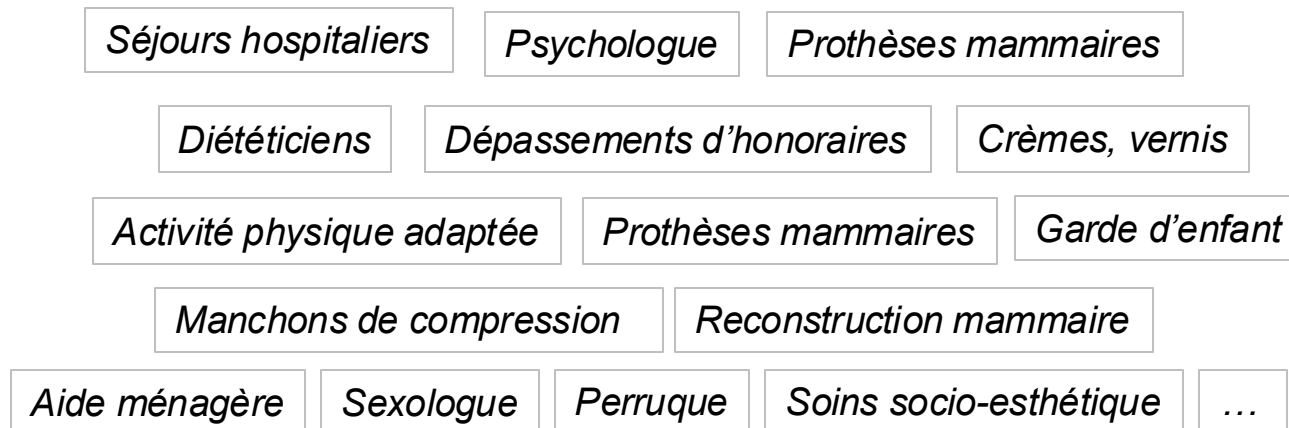 Séjours hospitaliers
Psychologue
Prothèses mammaires
Diététiciens
Dépassements d’honoraires
Crèmes, vernis
Activité physique adaptée
Prothèses mammaires
Garde d’enfant
Manchons de compression
Reconstruction mammaire
Aide ménagère
Sexologue
Perruque
Soins socio-esthétique
…